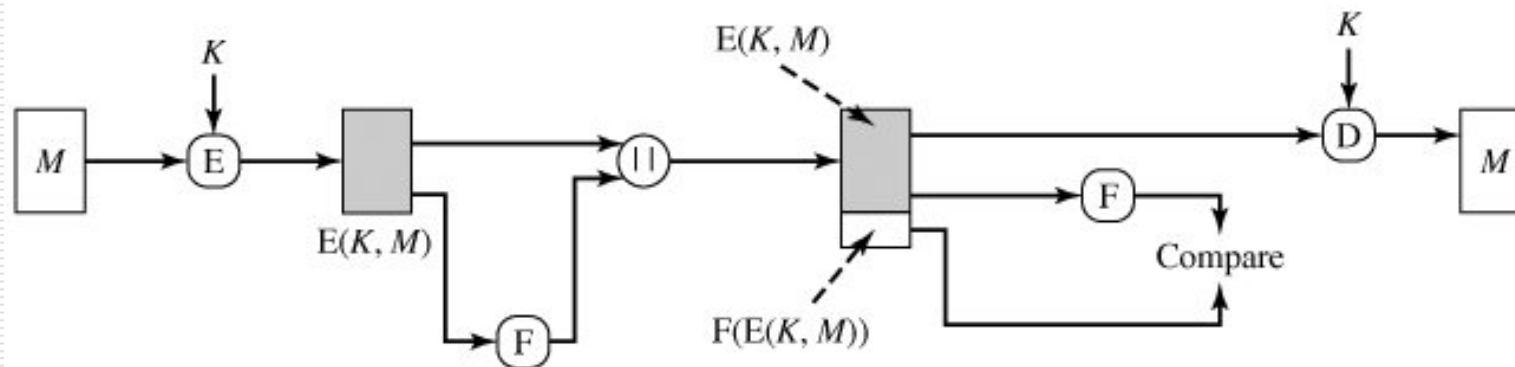 M
K
E
E(K, M)
F
||
E(K, M)
F(E(K, M))
F
Compare
K
D
M